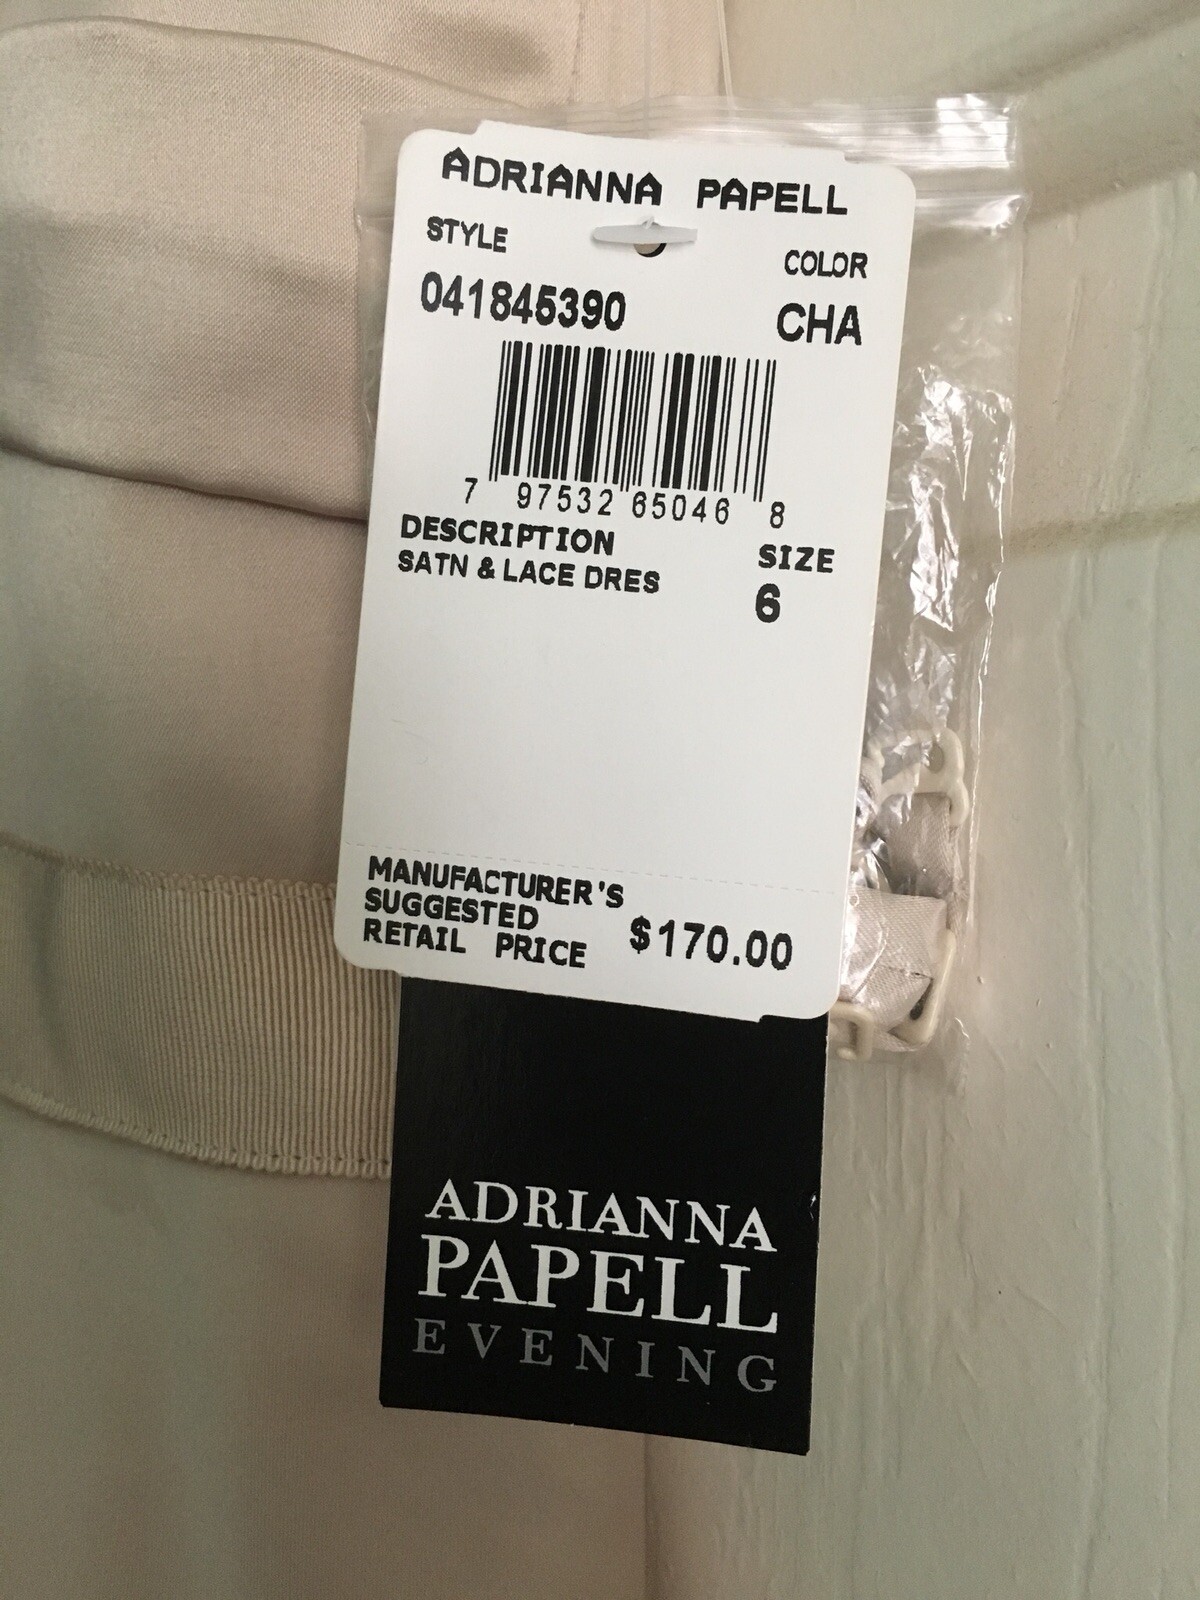 ADRIANNA PAPELL
STYLE COLOR
041845390 CHA
7 97532 65046 8
DESCRIPTION SIZE
SATN & LACE DRES 6
MANUFACTURER'S
SUGGESTED
RETAIL PRICE $170.00
ADRIANNA
PAPELL
EVENING